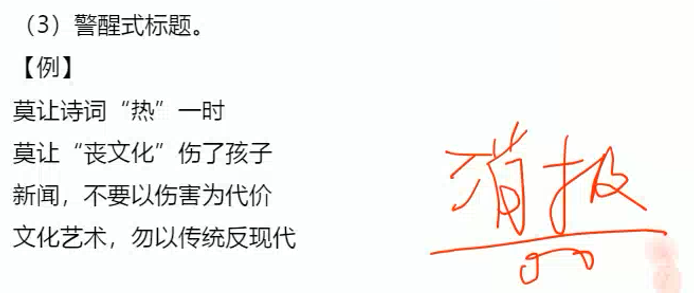 （3）警醒式标题。
【例】
莫让诗词“热”一时
莫让“丧文化”伤了孩子
新闻，不要以伤害为代价
文化艺术，勿以传统反现代
消极